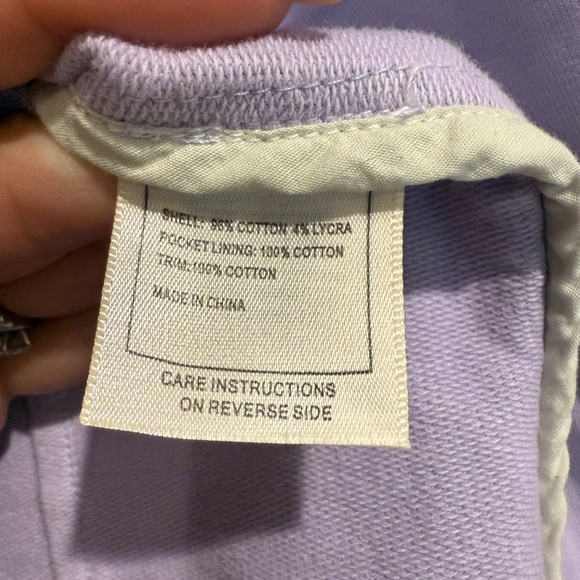 SHELL: 96% COTTON 4% LYCRA
POCKET LINING: 100% COTTON
TRIM: 100% COTTON
MADE IN CHINA
CARE INSTRUCTIONS
ON REVERSE SIDE